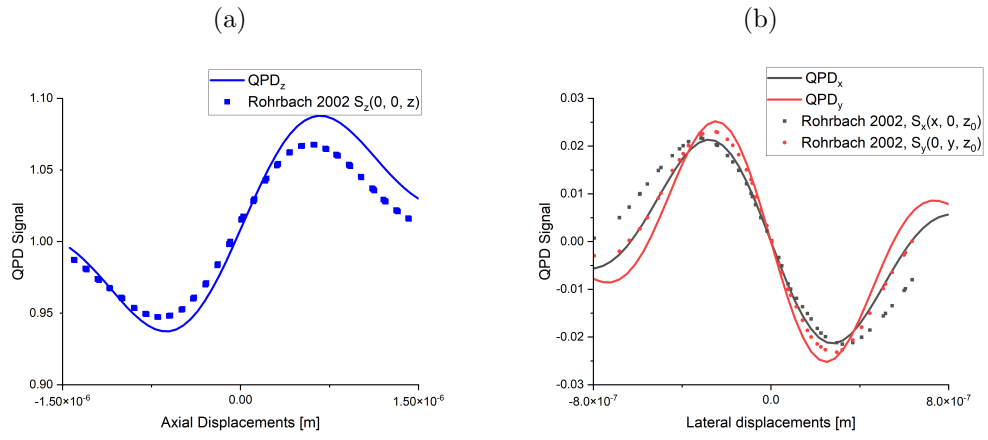 (a)
QPD_z
Rohrbach 2002 S_z(0, 0, z)
1.10
1.05
1.00
0.95
0.90
QPD Signal
-1.50×10^-6
0.00
1.50×10^-6
Axial Displacements [m]
(b)
QPD_x
QPD_y
Rohrbach 2002, S_x(x, 0, z_0)
Rohrbach 2002, S_y(0, y, z_0)
0.03
0.02
0.01
0.00
-0.01
-0.02
-0.03
QPD Signal
-8.0×10^-7
0.0
8.0×10^-7
Lateral displacements [m]